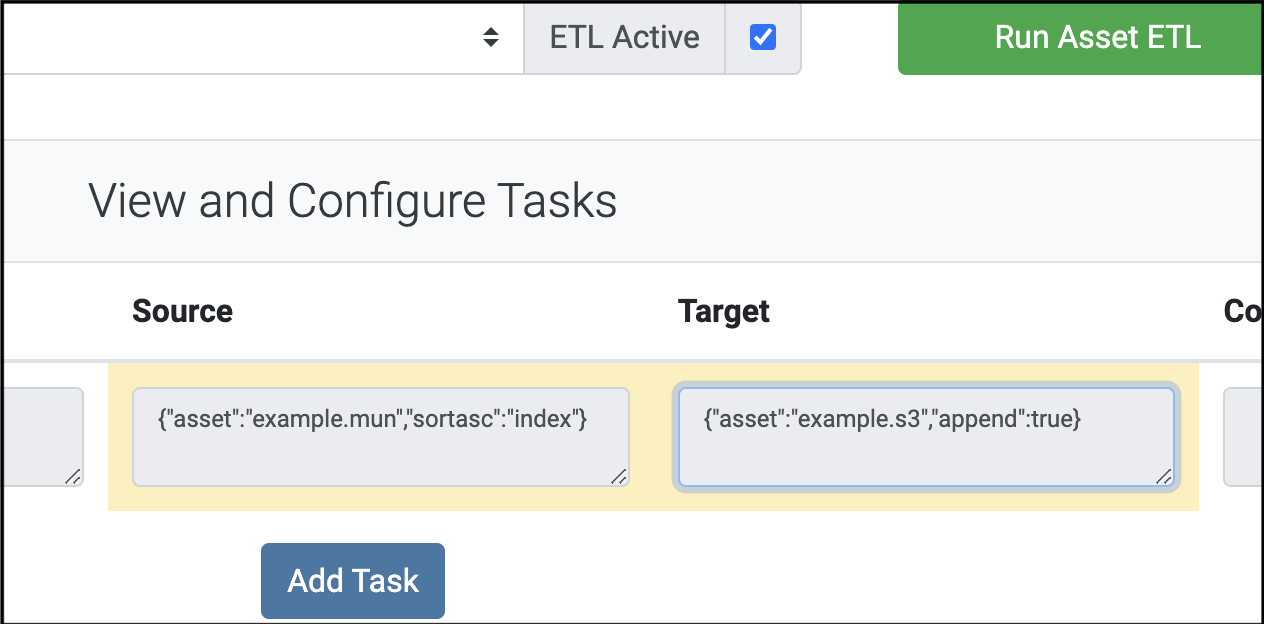 ETL Active
Run Asset ETL
View and Configure Tasks
Source Target Co
{"asset":"example.mun","sortasc":"index"} {"asset":"example.s3","append":true}
Add Task